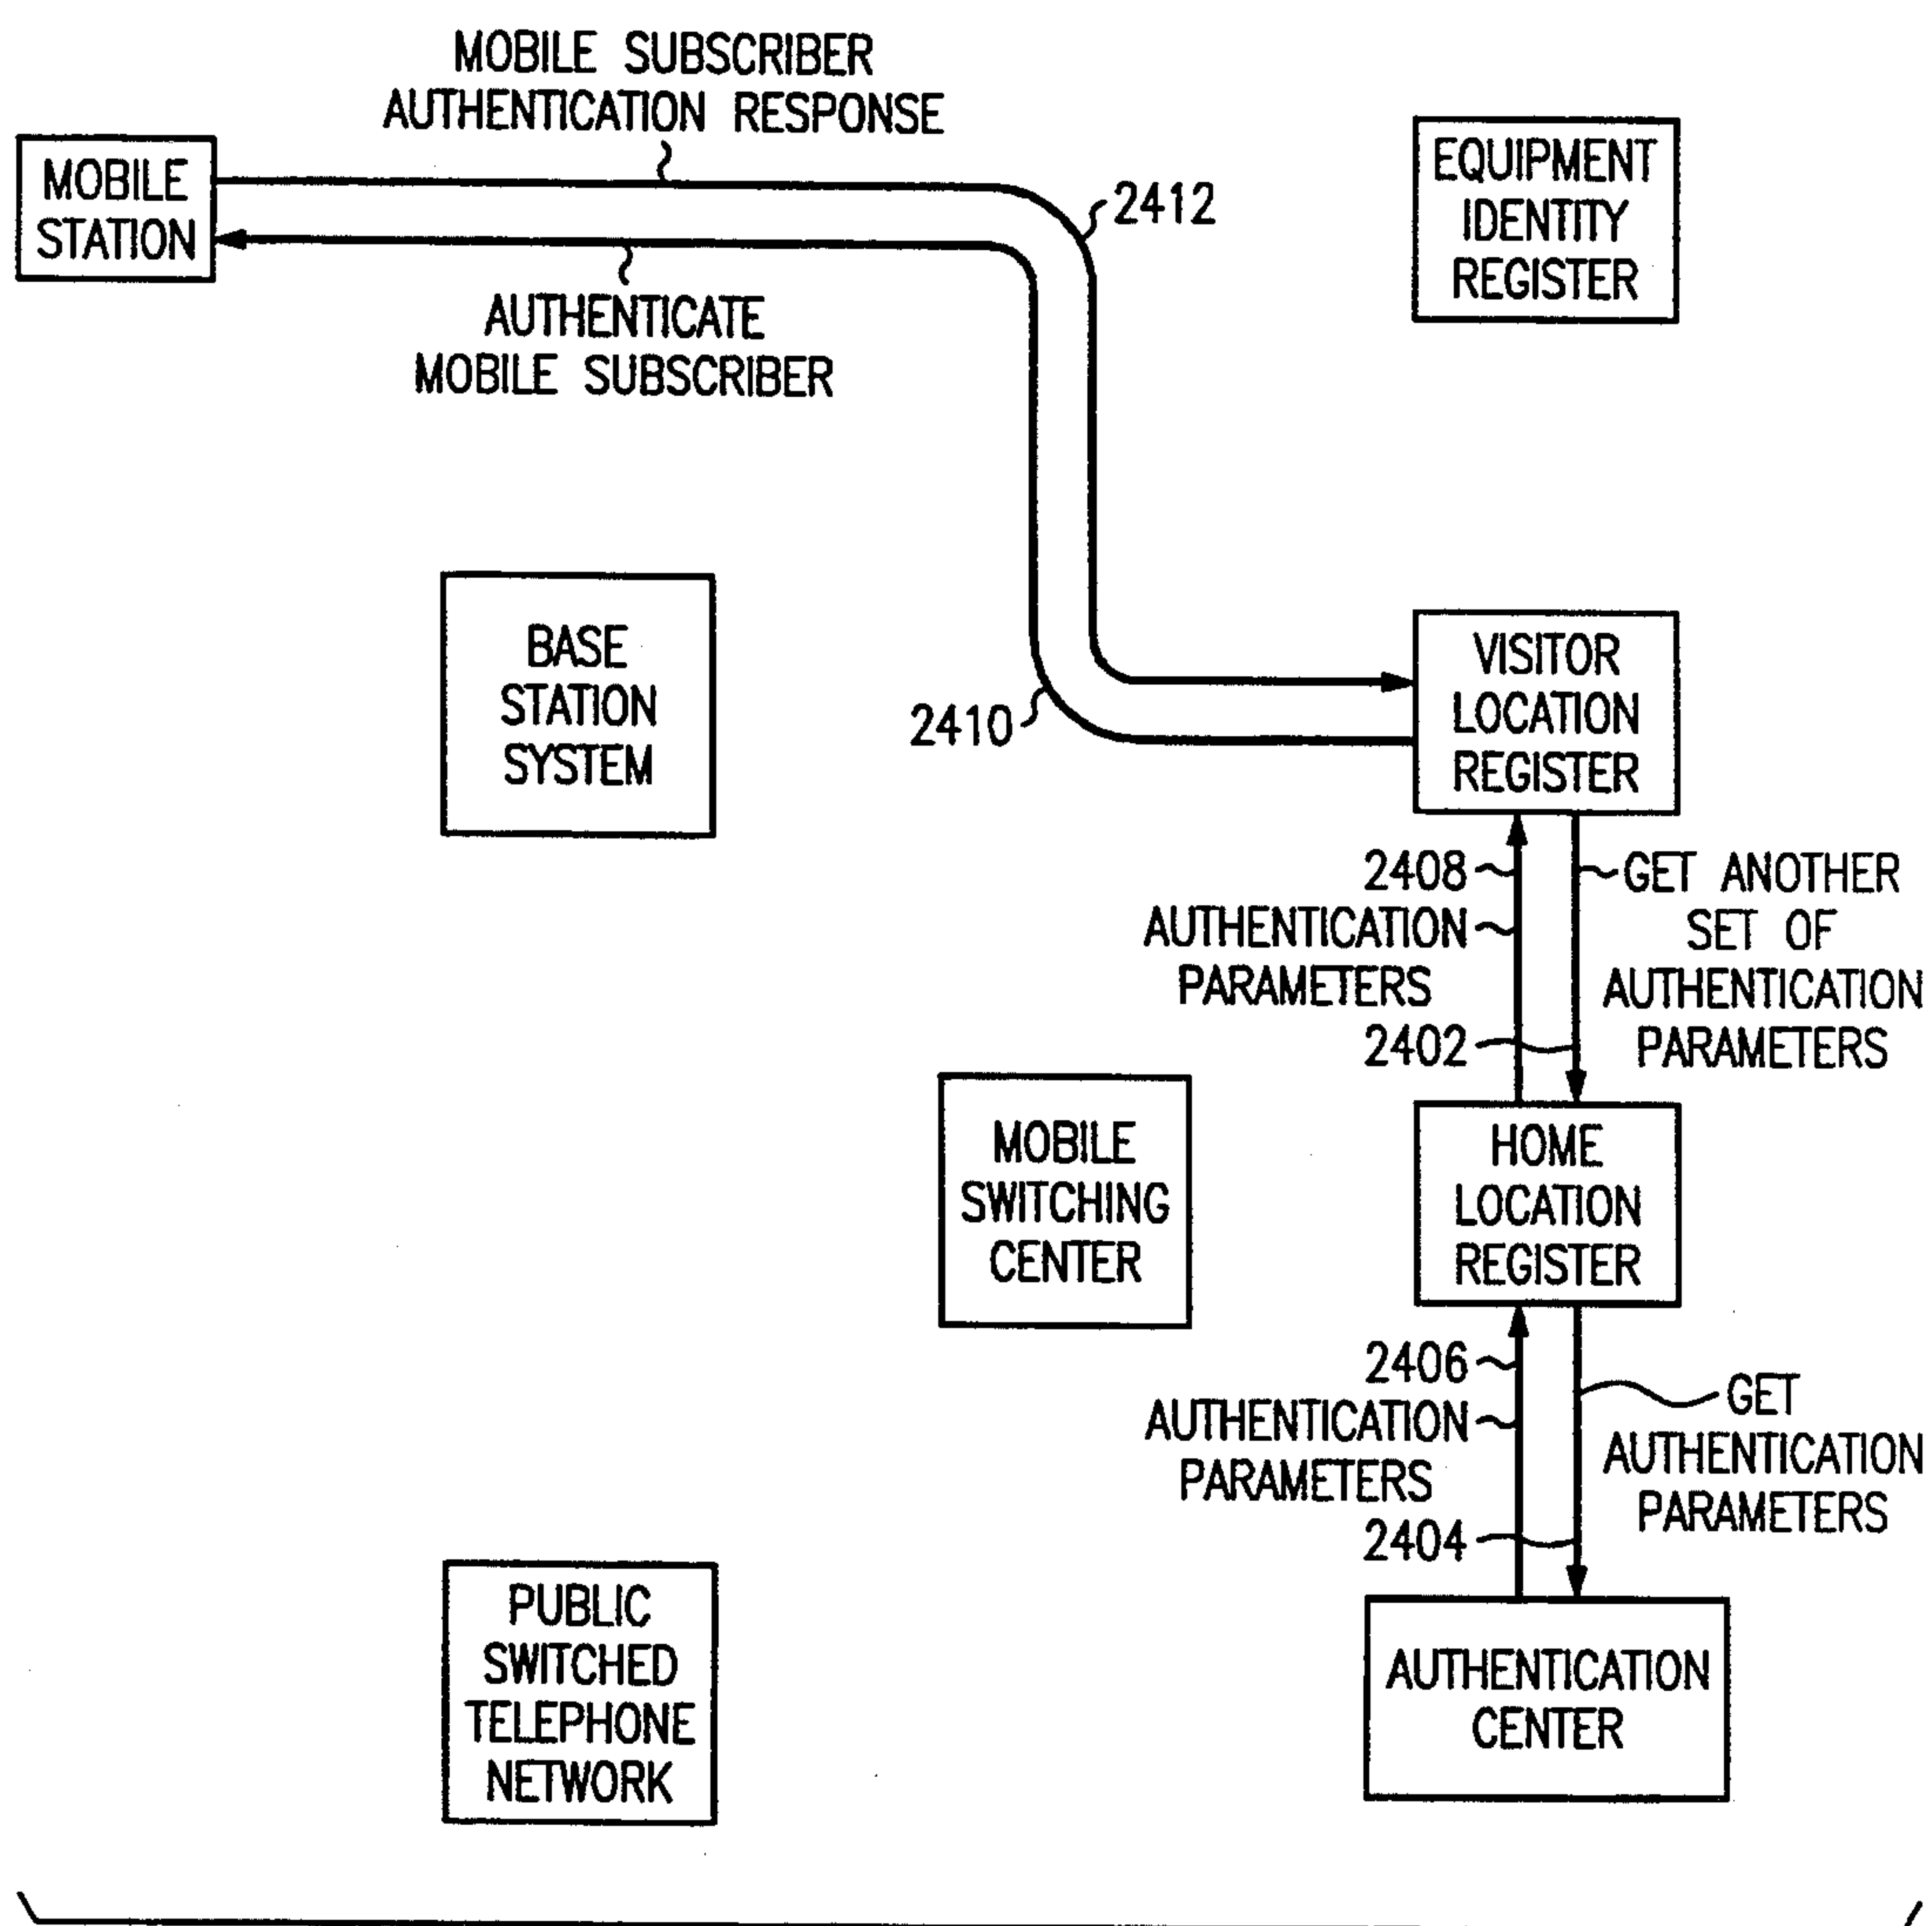 MOBILE SUBSCRIBER
AUTHENTICATION RESPONSE
MOBILE
STATION
2412
EQUIPMENT
IDENTITY
REGISTER
AUTHENTICATE
MOBILE SUBSCRIBER
BASE
STATION
SYSTEM
2410
VISITOR
LOCATION
REGISTER
2408
AUTHENTICATION
PARAMETERS
2402
GET ANOTHER
SET OF
AUTHENTICATION
PARAMETERS
MOBILE
SWITCHING
CENTER
HOME
LOCATION
REGISTER
2406
AUTHENTICATION
PARAMETERS
2404
GET
AUTHENTICATION
PARAMETERS
PUBLIC
SWITCHED
TELEPHONE
NETWORK
AUTHENTICATION
CENTER